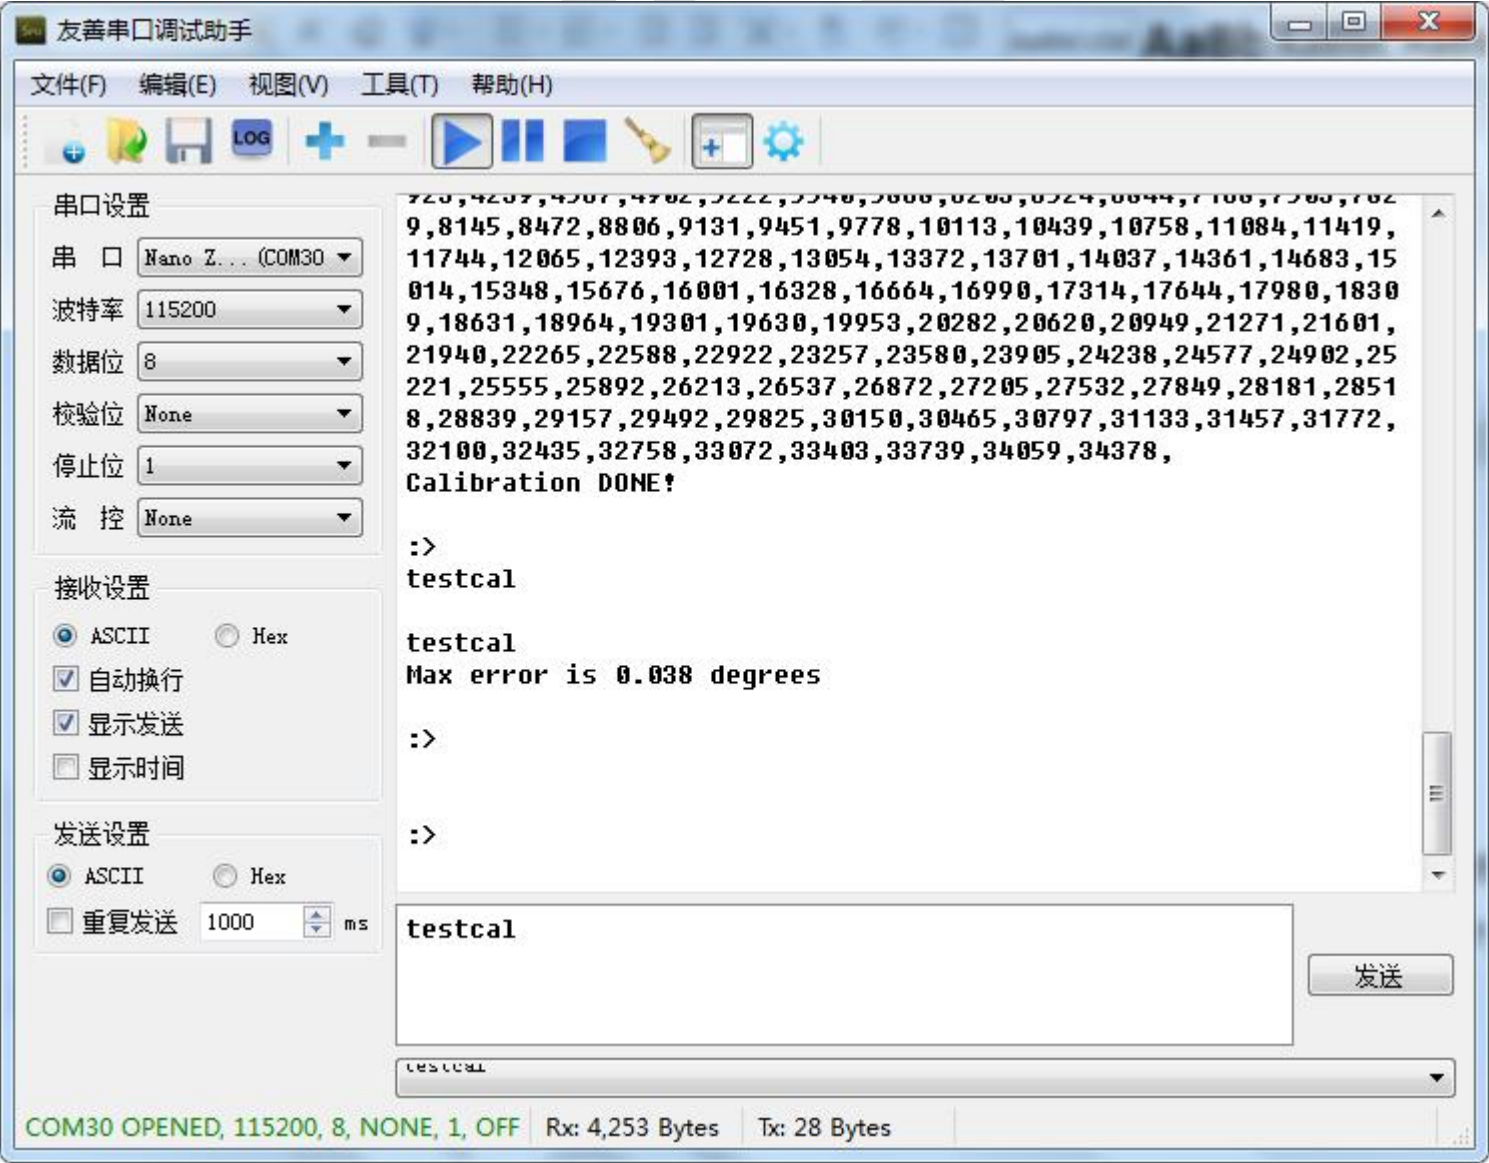 友善串口调试助手
文件(F) 编辑(E) 视图(V) 工具(T) 帮助(H)
LOG
串口设置
串 口 Nano Z... (COM30
波特率 115200
数据位 8
校验位 None
停止位 1
流 控 None
接收设置
ASCII Hex
自动换行
显示发送
显示时间
发送设置
ASCII Hex
重复发送 1000 ms
9,8145,8472,8806,9131,9451,9778,10113,10439,10758,11084,11419,
11744,12065,12393,12728,13054,13372,13701,14037,14361,14683,15
014,15348,15676,16001,16328,16664,16990,17314,17644,17980,1830
9,18631,18964,19301,19630,19953,20282,20620,20949,21271,21601,
21940,22265,22588,22922,23257,23580,23905,24238,24577,24902,25
221,25555,25892,26213,26537,26872,27205,27532,27849,28181,2851
8,28839,29157,29492,29825,30150,30465,30797,31133,31457,31772,
32100,32435,32758,33072,33403,33739,34059,34378,
Calibration DONE!
:>
testcal
testcal
Max error is 0.038 degrees
:>
:>
testcal
发送
testcal
COM30 OPENED, 115200, 8, NONE, 1, OFF Rx: 4,253 Bytes Tx: 28 Bytes